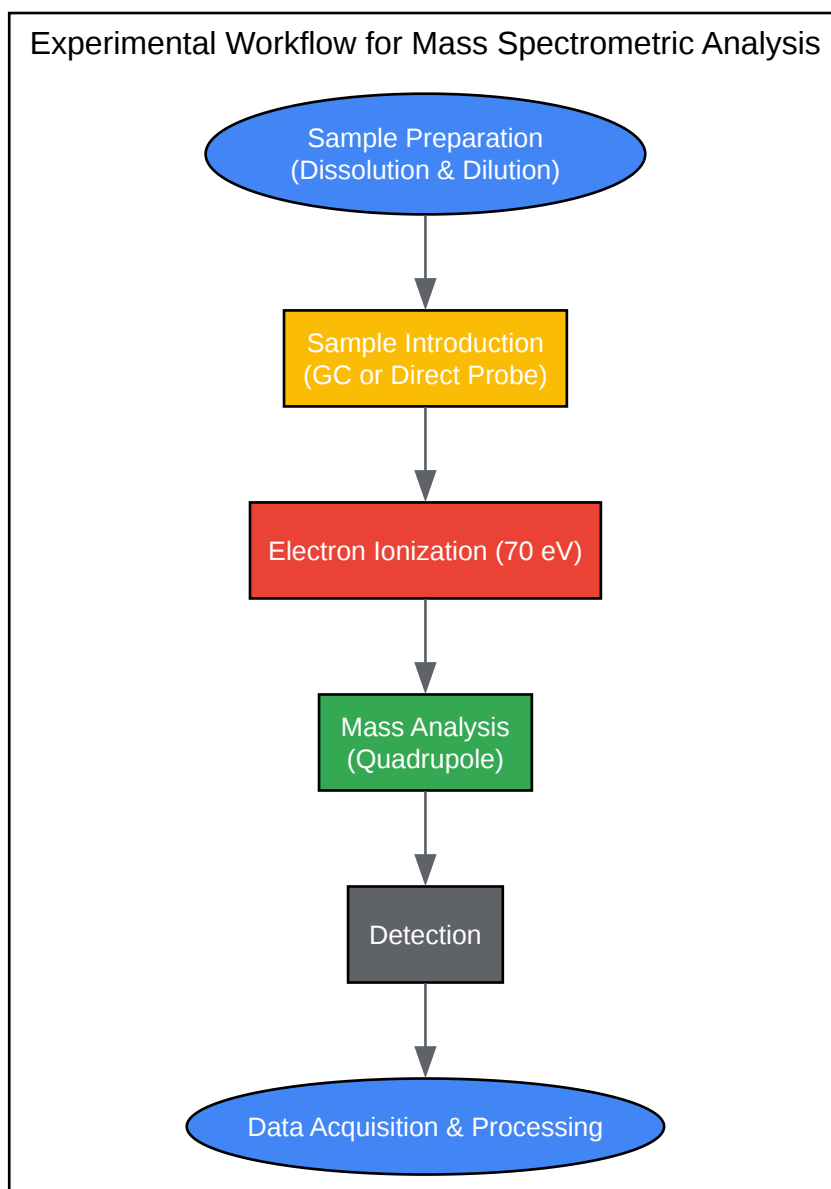 Experimental Workflow for Mass Spectrometric Analysis
Sample Preparation
(Dissolution & Dilution)
Sample Introduction
(GC or Direct Probe)
Electron Ionization (70 eV)
Mass Analysis
(Quadrupole)
Detection
Data Acquisition & Processing